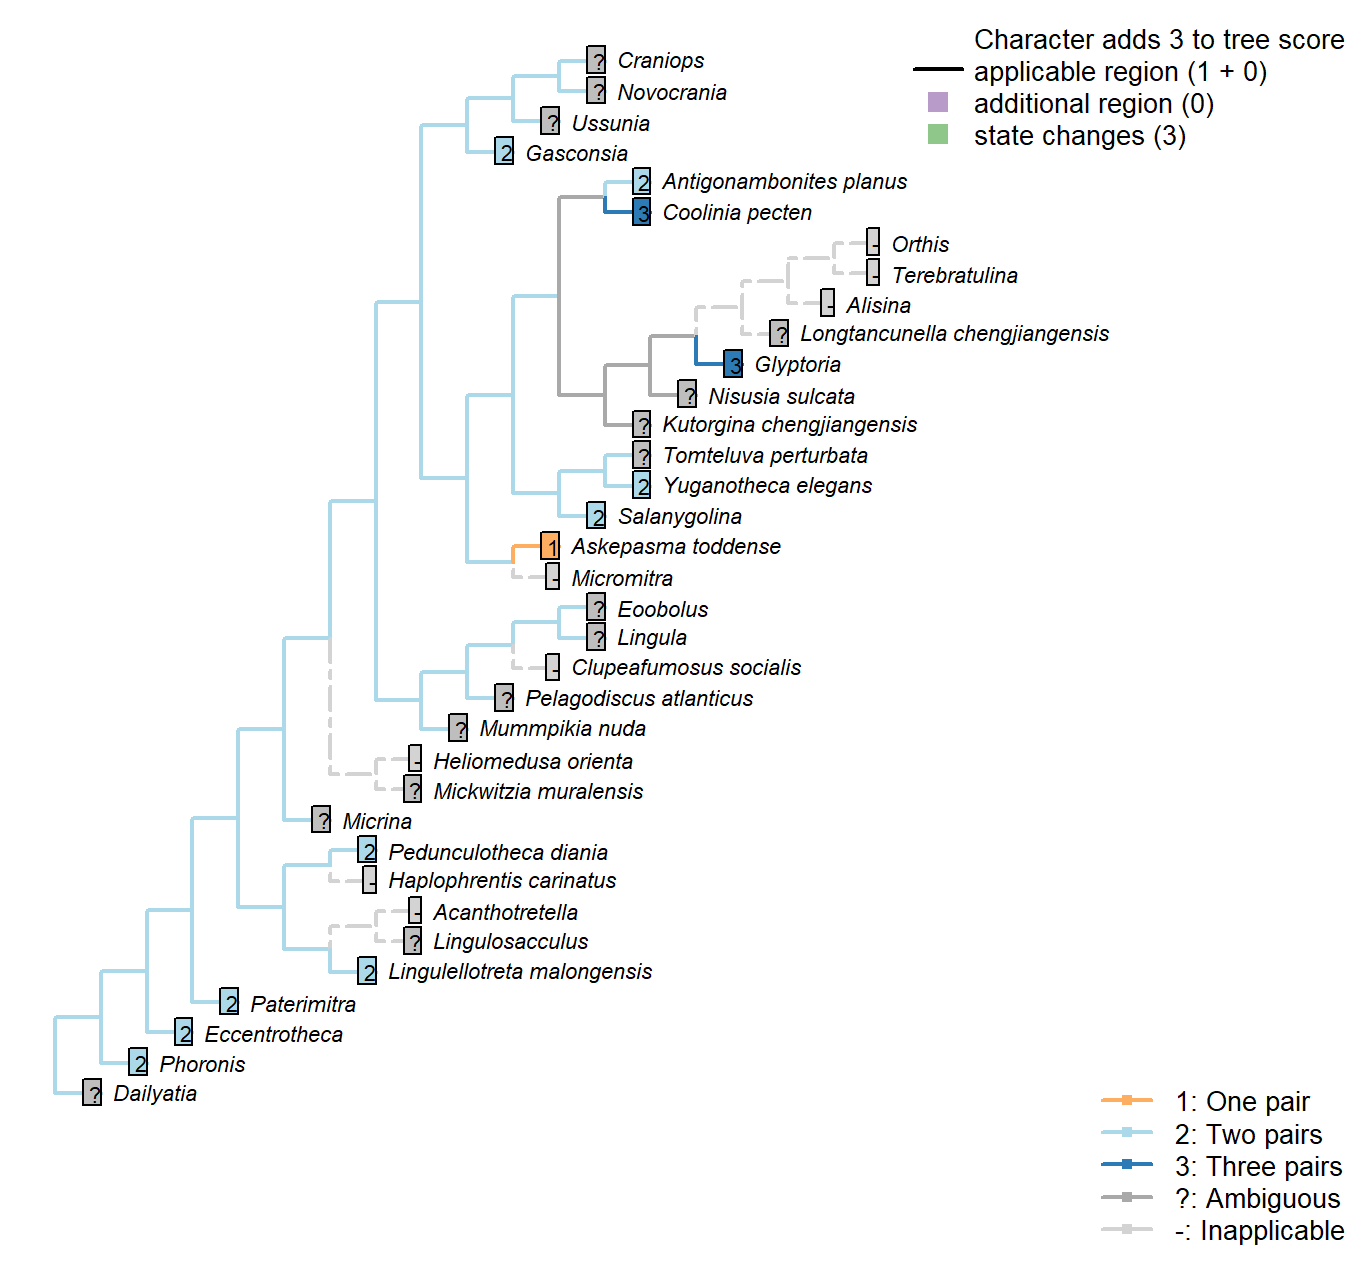 Character adds 3 to tree score
applicable region (1 + 0)
additional region (0)
state changes (3)
? Craniops
? Novocrania
? Ussunia
2 Gasconsia
2 Antigonambonites planus
3 Coolinia pecten
- Orthis
- Terebratulina
- Alisina
? Longtancunella chengjiangensis
3 Glyptoria
? Nisusia sulcata
? Kutorgina chengjiangensis
? Tomteluva perturbata
2 Yuganotheca elegans
2 Salanygolina
1 Askepasma toddense
- Micromitra
? Eoobolus
? Lingula
- Clupeafumosus socialis
? Pelagodiscus atlanticus
? Mummpikia nuda
- Heliomedusa orienta
? Mickwitzia muralensis
? Micrina
2 Pedunculotheca diania
- Haplophrentis carinatus
- Acanthotretella
? Lingulosacculus
2 Lingulellotreta malongensis
2 Paterimitra
2 Eccentrotheca
2 Phoronis
? Dailyatia
1: One pair
2: Two pairs
3: Three pairs
?: Ambiguous
-: Inapplicable